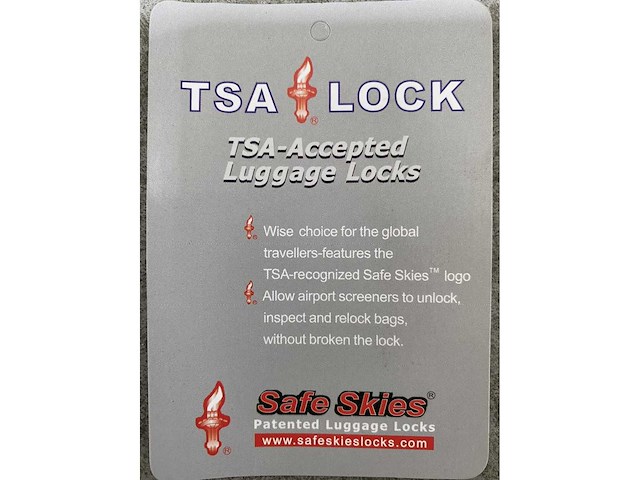 TSA LOCK
®
TSA-Accepted
Luggage Locks
Wise choice for the global
travellers-features the
TSA-recognized Safe Skies™ logo
Allow airport screeners to unlock,
inspect and relock bags,
without broken the lock.
Safe Skies®
Patented Luggage Locks
www.safeskieslocks.com
®